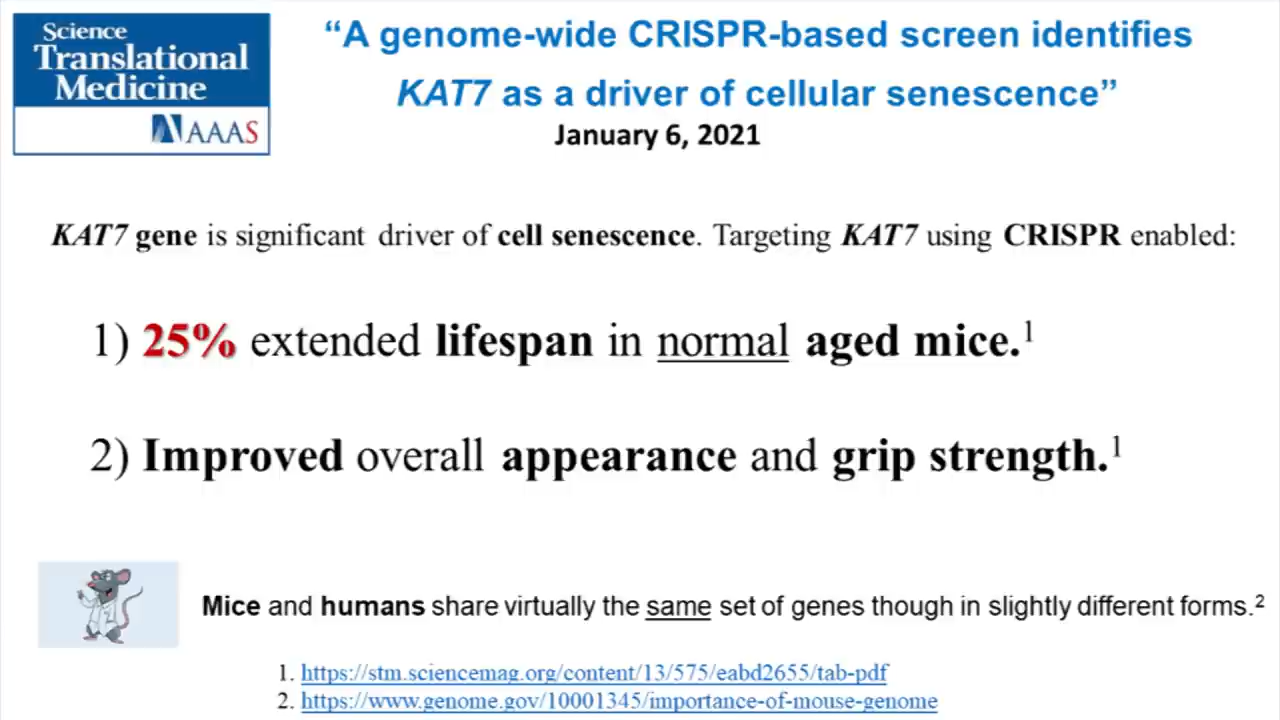 Science
Translational
Medicine
AAAS
“A genome-wide CRISPR-based screen identifies
KAT7 as a driver of cellular senescence”
January 6, 2021
KAT7 gene is significant driver of cell senescence. Targeting KAT7 using CRISPR enabled:
1) 25% extended lifespan in normal aged mice.1
2) Improved overall appearance and grip strength.1
Mice and humans share virtually the same set of genes though in slightly different forms.2
1. https://stm.sciencemag.org/content/13/575/eabd2655/tab-pdf
2. https://www.genome.gov/10001345/importance-of-mouse-genome